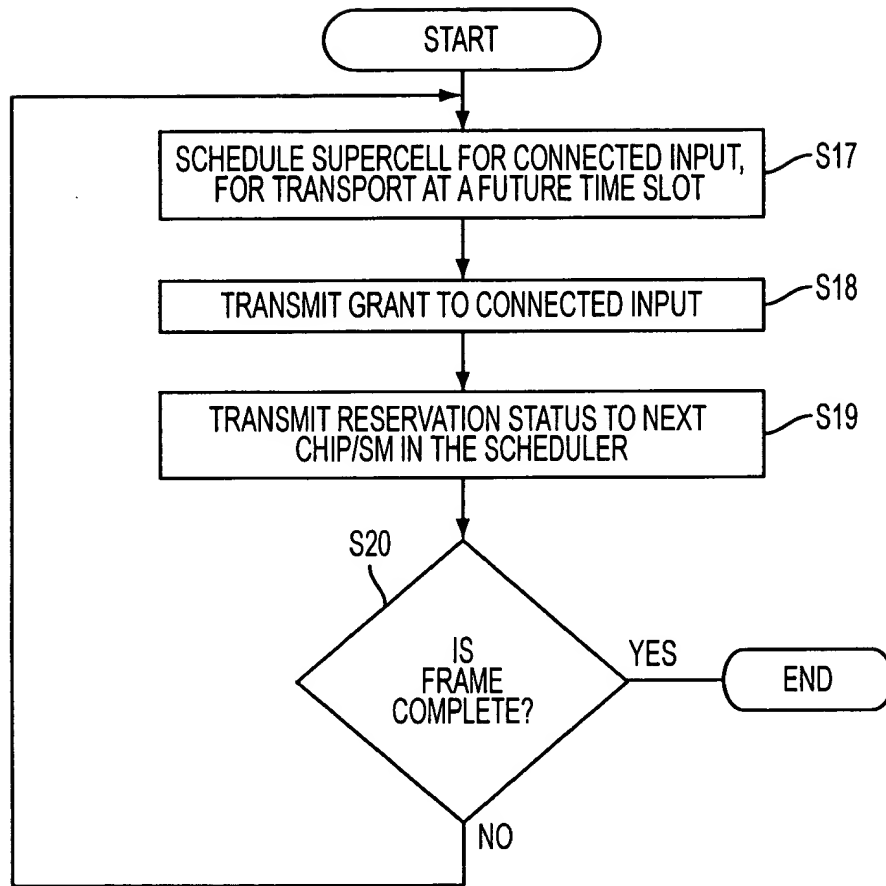 START
SCHEDULE SUPERCELL FOR CONNECTED INPUT,
FOR TRANSPORT AT A FUTURE TIME SLOT
S17
TRANSMIT GRANT TO CONNECTED INPUT
S18
TRANSMIT RESERVATION STATUS TO NEXT
CHIP/SM IN THE SCHEDULER
S19
S20
IS
FRAME
COMPLETE?
YES
END
NO